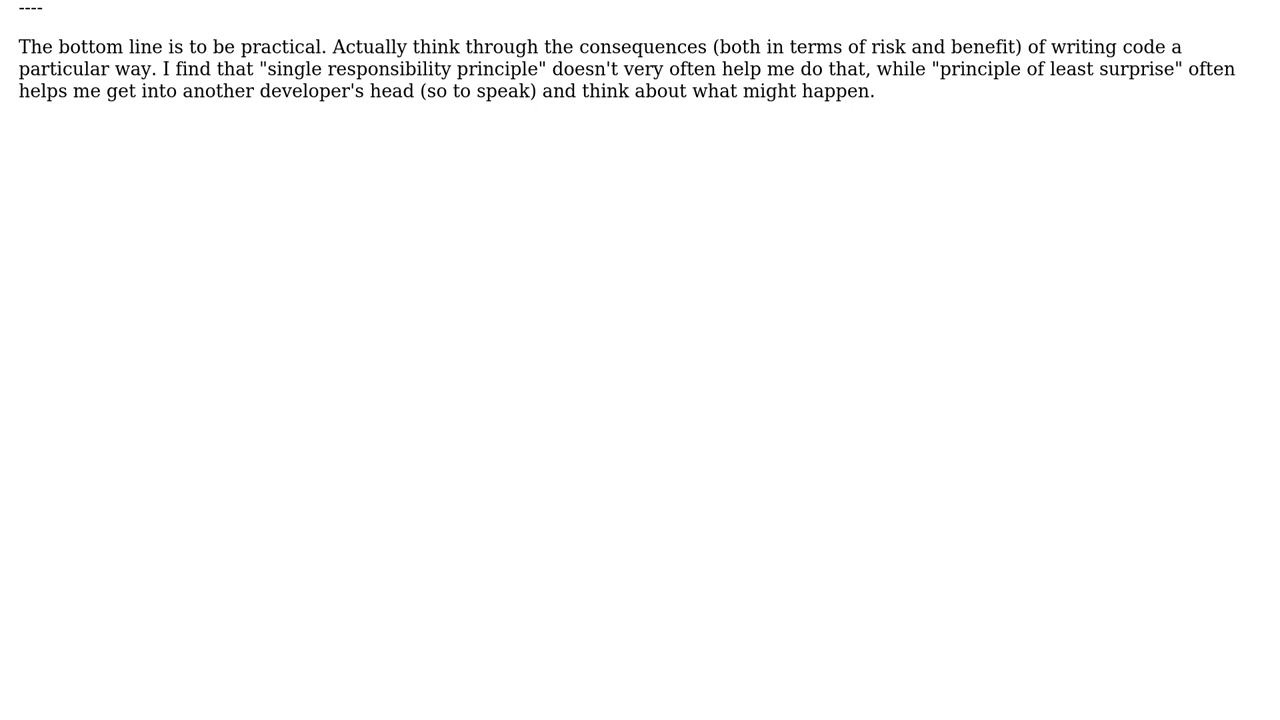 ----
The bottom line is to be practical. Actually think through the consequences (both in terms of risk and benefit) of writing code a
particular way. I find that "single responsibility principle" doesn't very often help me do that, while "principle of least surprise" often
helps me get into another developer's head (so to speak) and think about what might happen.